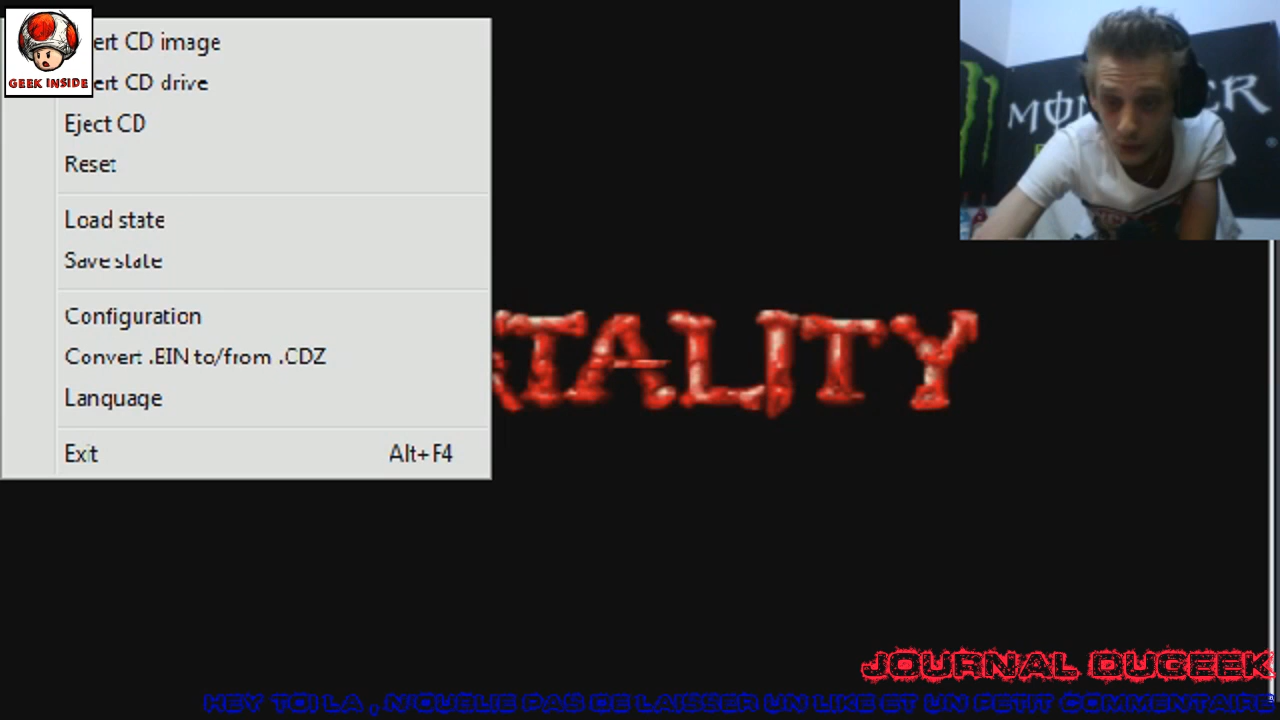 GEEK INSIDE
ert CD image
ert CD drive
Eject CD
Reset
Load state
Save state
Configuration
Convert .BIN to/from .CDZ
Language
Exit Alt+F4
ATALITY
JOURNAL DUGEEK
HEY TOI LA , N'OUBLIE PAS DE LAISSER UN LIKE ET UN PETIT COMMENTAIRE